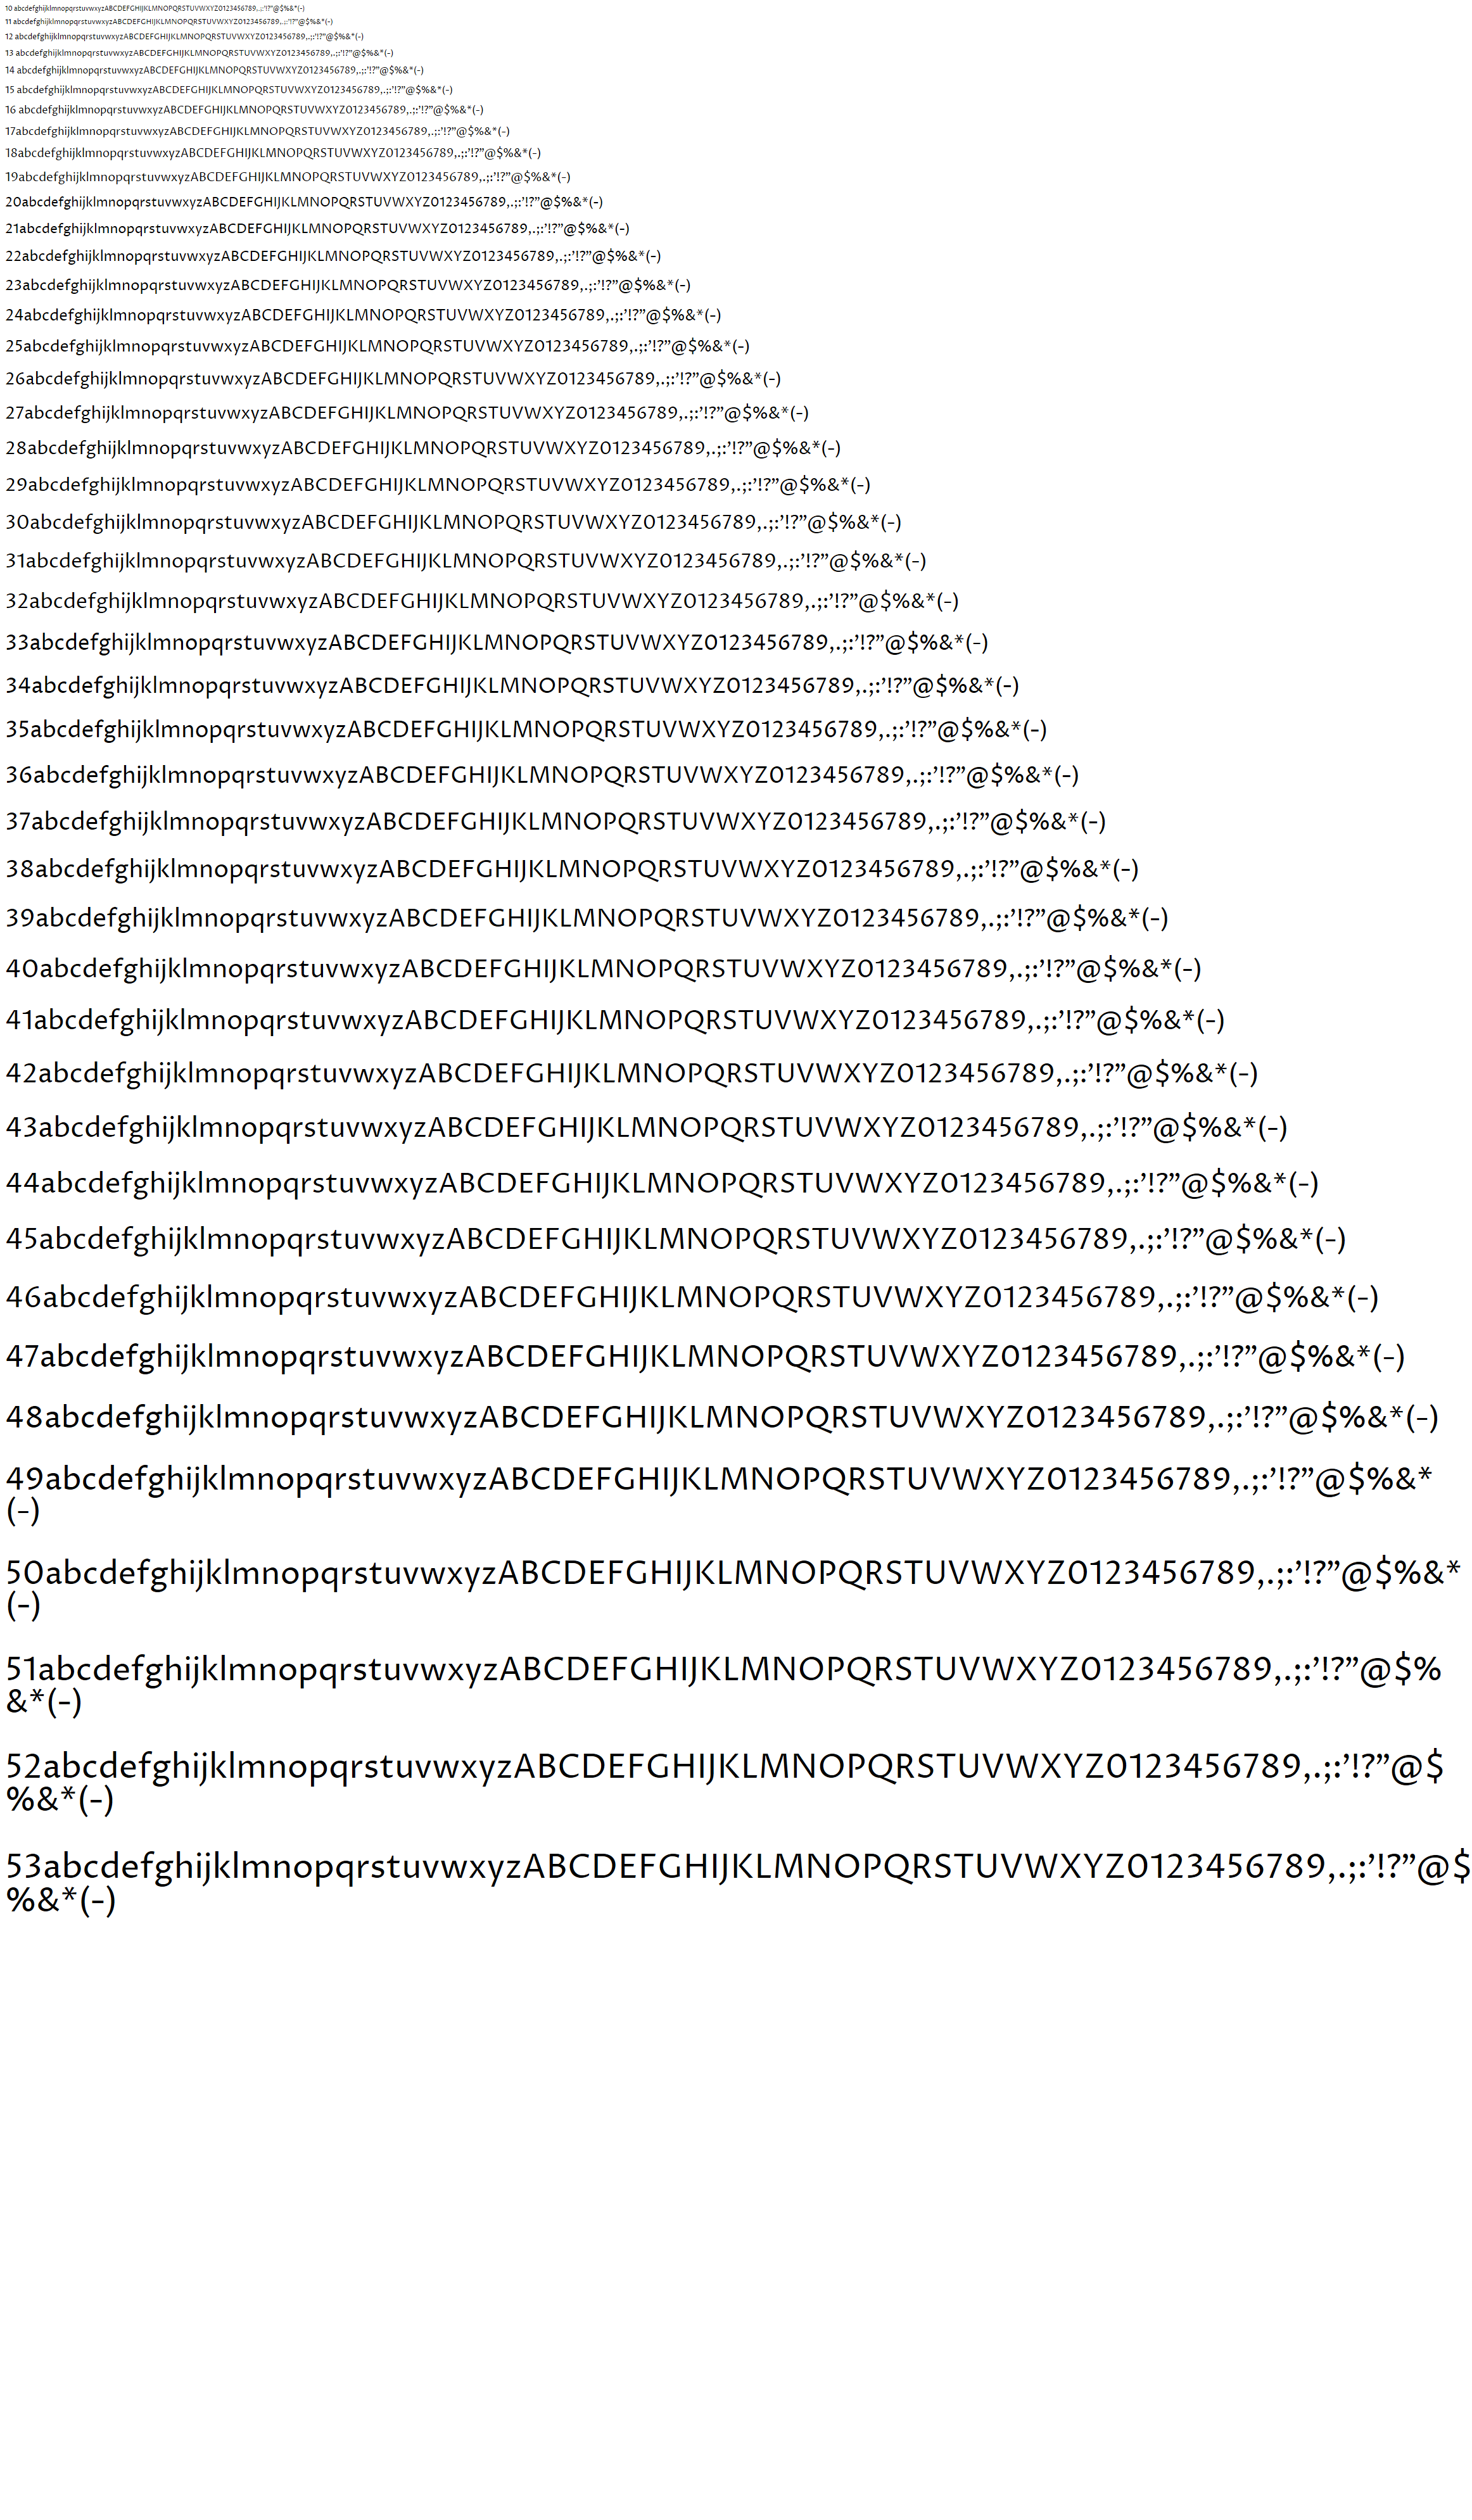 10 abcdefghijklmnopqrstuvwxyzABCDEFGHIJKLMNOPQRSTUVWXYZ0123456789,.;:’!?”@$%&*(-)
11 abcdefghijklmnopqrstuvwxyzABCDEFGHIJKLMNOPQRSTUVWXYZ0123456789,.;:’!?”@$%&*(-)
12 abcdefghijklmnopqrstuvwxyzABCDEFGHIJKLMNOPQRSTUVWXYZ0123456789,.;:’!?”@$%&*(-)
13 abcdefghijklmnopqrstuvwxyzABCDEFGHIJKLMNOPQRSTUVWXYZ0123456789,.;:’!?”@$%&*(-)
14 abcdefghijklmnopqrstuvwxyzABCDEFGHIJKLMNOPQRSTUVWXYZ0123456789,.;:’!?”@$%&*(-)
15 abcdefghijklmnopqrstuvwxyzABCDEFGHIJKLMNOPQRSTUVWXYZ0123456789,.;:’!?”@$%&*(-)
16 abcdefghijklmnopqrstuvwxyzABCDEFGHIJKLMNOPQRSTUVWXYZ0123456789,.;:’!?”@$%&*(-)
17abcdefghijklmnopqrstuvwxyzABCDEFGHIJKLMNOPQRSTUVWXYZ0123456789,.;:’!?”@$%&*(-)
18abcdefghijklmnopqrstuvwxyzABCDEFGHIJKLMNOPQRSTUVWXYZ0123456789,.;:’!?”@$%&*(-)
19abcdefghijklmnopqrstuvwxyzABCDEFGHIJKLMNOPQRSTUVWXYZ0123456789,.;:’!?”@$%&*(-)
20abcdefghijklmnopqrstuvwxyzABCDEFGHIJKLMNOPQRSTUVWXYZ0123456789,.;:’!?”@$%&*(-)
21abcdefghijklmnopqrstuvwxyzABCDEFGHIJKLMNOPQRSTUVWXYZ0123456789,.;:’!?”@$%&*(-)
22abcdefghijklmnopqrstuvwxyzABCDEFGHIJKLMNOPQRSTUVWXYZ0123456789,.;:’!?”@$%&*(-)
23abcdefghijklmnopqrstuvwxyzABCDEFGHIJKLMNOPQRSTUVWXYZ0123456789,.;:’!?”@$%&*(-)
24abcdefghijklmnopqrstuvwxyzABCDEFGHIJKLMNOPQRSTUVWXYZ0123456789,.;:’!?”@$%&*(-)
25abcdefghijklmnopqrstuvwxyzABCDEFGHIJKLMNOPQRSTUVWXYZ0123456789,.;:’!?”@$%&*(-)
26abcdefghijklmnopqrstuvwxyzABCDEFGHIJKLMNOPQRSTUVWXYZ0123456789,.;:’!?”@$%&*(-)
27abcdefghijklmnopqrstuvwxyzABCDEFGHIJKLMNOPQRSTUVWXYZ0123456789,.;:’!?”@$%&*(-)
28abcdefghijklmnopqrstuvwxyzABCDEFGHIJKLMNOPQRSTUVWXYZ0123456789,.;:’!?”@$%&*(-)
29abcdefghijklmnopqrstuvwxyzABCDEFGHIJKLMNOPQRSTUVWXYZ0123456789,.;:’!?”@$%&*(-)
30abcdefghijklmnopqrstuvwxyzABCDEFGHIJKLMNOPQRSTUVWXYZ0123456789,.;:’!?”@$%&*(-)
31abcdefghijklmnopqrstuvwxyzABCDEFGHIJKLMNOPQRSTUVWXYZ0123456789,.;:’!?”@$%&*(-)
32abcdefghijklmnopqrstuvwxyzABCDEFGHIJKLMNOPQRSTUVWXYZ0123456789,.;:’!?”@$%&*(-)
33abcdefghijklmnopqrstuvwxyzABCDEFGHIJKLMNOPQRSTUVWXYZ0123456789,.;:’!?”@$%&*(-)
34abcdefghijklmnopqrstuvwxyzABCDEFGHIJKLMNOPQRSTUVWXYZ0123456789,.;:’!?”@$%&*(-)
35abcdefghijklmnopqrstuvwxyzABCDEFGHIJKLMNOPQRSTUVWXYZ0123456789,.;:’!?”@$%&*(-)
36abcdefghijklmnopqrstuvwxyzABCDEFGHIJKLMNOPQRSTUVWXYZ0123456789,.;:’!?”@$%&*(-)
37abcdefghijklmnopqrstuvwxyzABCDEFGHIJKLMNOPQRSTUVWXYZ0123456789,.;:’!?”@$%&*(-)
38abcdefghijklmnopqrstuvwxyzABCDEFGHIJKLMNOPQRSTUVWXYZ0123456789,.;:’!?”@$%&*(-)
39abcdefghijklmnopqrstuvwxyzABCDEFGHIJKLMNOPQRSTUVWXYZ0123456789,.;:’!?”@$%&*(-)
40abcdefghijklmnopqrstuvwxyzABCDEFGHIJKLMNOPQRSTUVWXYZ0123456789,.;:’!?”@$%&*(-)
41abcdefghijklmnopqrstuvwxyzABCDEFGHIJKLMNOPQRSTUVWXYZ0123456789,.;:’!?”@$%&*(-)
42abcdefghijklmnopqrstuvwxyzABCDEFGHIJKLMNOPQRSTUVWXYZ0123456789,.;:’!?”@$%&*(-)
43abcdefghijklmnopqrstuvwxyzABCDEFGHIJKLMNOPQRSTUVWXYZ0123456789,.;:’!?”@$%&*(-)
44abcdefghijklmnopqrstuvwxyzABCDEFGHIJKLMNOPQRSTUVWXYZ0123456789,.;:’!?”@$%&*(-)
45abcdefghijklmnopqrstuvwxyzABCDEFGHIJKLMNOPQRSTUVWXYZ0123456789,.;:’!?”@$%&*(-)
46abcdefghijklmnopqrstuvwxyzABCDEFGHIJKLMNOPQRSTUVWXYZ0123456789,.;:’!?”@$%&*(-)
47abcdefghijklmnopqrstuvwxyzABCDEFGHIJKLMNOPQRSTUVWXYZ0123456789,.;:’!?”@$%&*(-)
48abcdefghijklmnopqrstuvwxyzABCDEFGHIJKLMNOPQRSTUVWXYZ0123456789,.;:’!?”@$%&*(-)
49abcdefghijklmnopqrstuvwxyzABCDEFGHIJKLMNOPQRSTUVWXYZ0123456789,.;:’!?”@$%&*
(-)
50abcdefghijklmnopqrstuvwxyzABCDEFGHIJKLMNOPQRSTUVWXYZ0123456789,.;:’!?”@$%&*
(-)
51abcdefghijklmnopqrstuvwxyzABCDEFGHIJKLMNOPQRSTUVWXYZ0123456789,.;:’!?”@$%
&*(-)
52abcdefghijklmnopqrstuvwxyzABCDEFGHIJKLMNOPQRSTUVWXYZ0123456789,.;:’!?”@$
%&*(-)
53abcdefghijklmnopqrstuvwxyzABCDEFGHIJKLMNOPQRSTUVWXYZ0123456789,.;:’!?”@$
%&*(-)